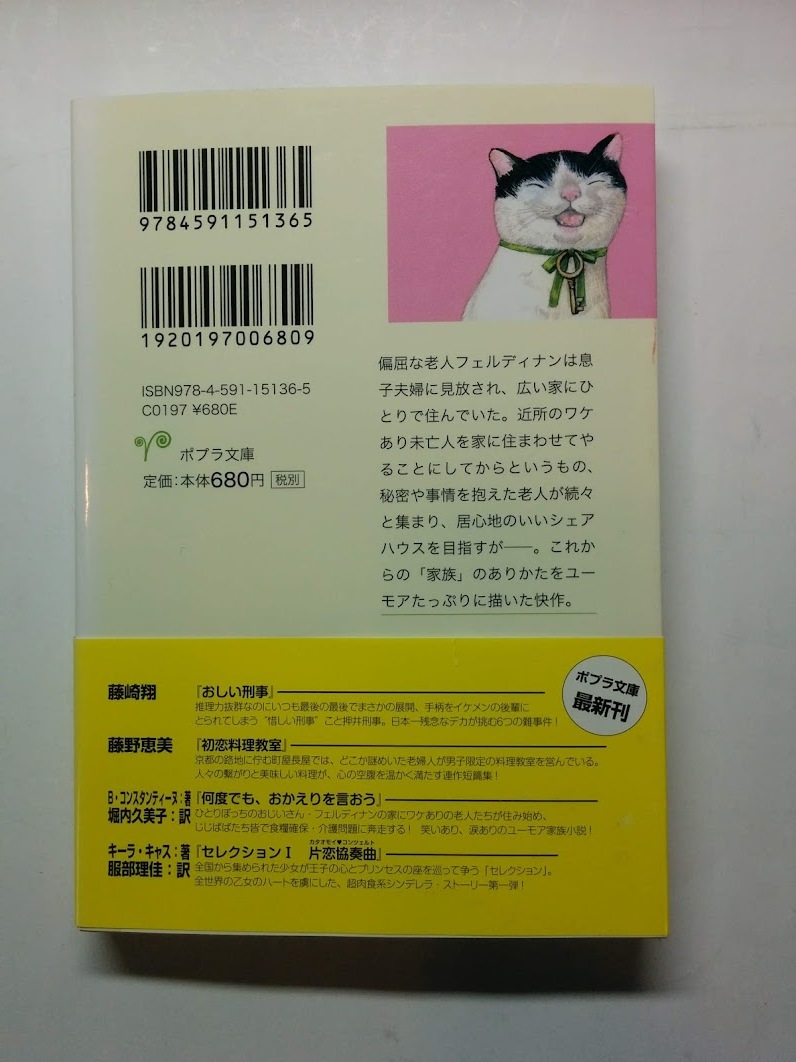 9784591151365
1920197006809
ISBN978-4-591-15136-5
C0197 ¥680E
ポプラ文庫
定価:本体680円 税別
偏屈な老人フェルディナンは息
子夫婦に見放され、広い家にひ
とりで住んでいた。近所のワケ
あり未亡人を家に住まわせてや
ることにしてからというもの、
秘密や事情を抱えた老人が続々
と集まり、居心地のいいシェア
ハウスを目指すが──。これか
らの「家族」のありかたをユー
モアたっぷりに描いた快作。
ポプラ文庫
最新刊
藤崎翔 『おしい刑事』
推理力抜群なのにいつも最後の最後でまさかの展開、手柄をイケメンの後輩に
とられてしまう“惜しい刑事”こと押井刑事。日本一残念なデカが挑む6つの難事件!
藤野恵美 『初恋料理教室』
京都の路地に佇む町屋長屋では、どこか謎めいた老婦人が男子限定の料理教室を営んでいる。
人々の繋がりと美味しい料理が、心の空腹を温かく満たす連作短篇集!
B・コンスタンティーヌ:著 『何度でも、おかえりを言おう』
堀内久美子:訳 ひとりぼっちのおじいさん・フェルディナンの家にワケありの老人たちが住み始め、
じじばばたち皆で食糧確保・介護問題に奔走する! 笑いあり、涙ありのユーモア家族小説!
キーラ・キャス:著 『セレクションⅠ 片恋協奏曲』
カタオモイ♥コンツェルト
服部理佳:訳 全国から集められた少女が王子の心とプリンセスの座を巡って争う「セレクション」。
全世界の乙女のハートを虜にした、超肉食系シンデレラ・ストーリー第一弾!